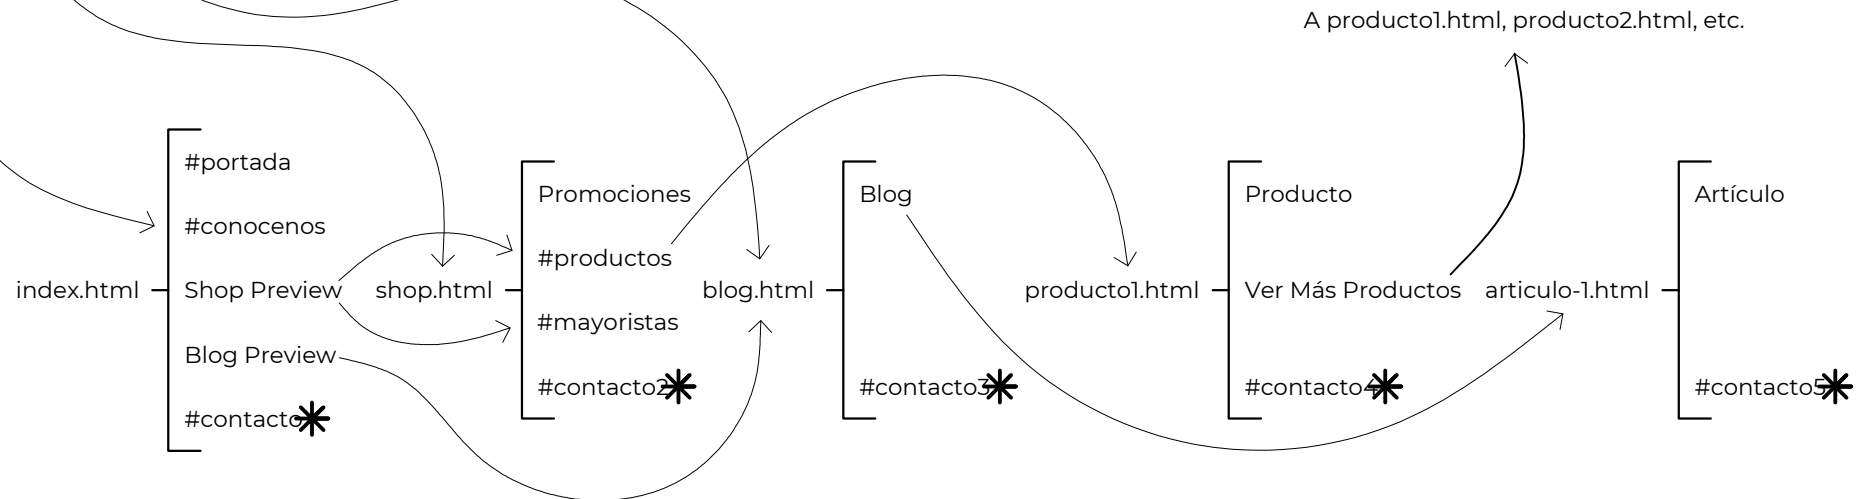 A producto1.html, producto2.html, etc.
index.html
#portada
#conocenos
Shop Preview
Blog Preview
#contacto
shop.html
Promociones
#productos
#mayoristas
#contacto2
blog.html
Blog
#contacto3
producto1.html
Producto
Ver Más Productos
#contacto4
articulo-1.html
Artículo
#contacto5